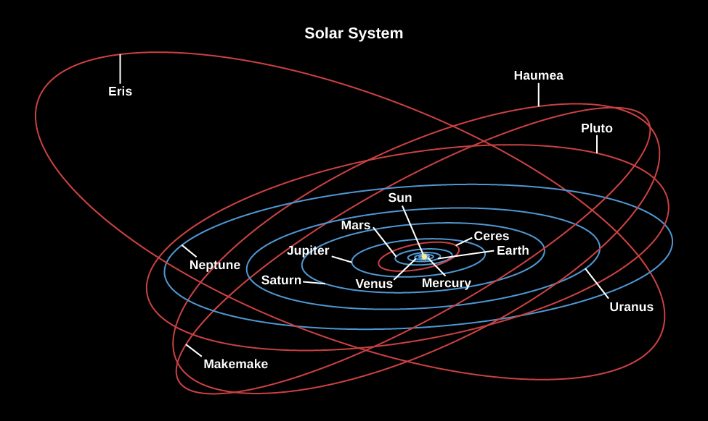 Solar System
Eris
Haumea
Pluto
Sun
Mars
Ceres
Jupiter
Earth
Neptune
Saturn
Venus
Mercury
Uranus
Makemake